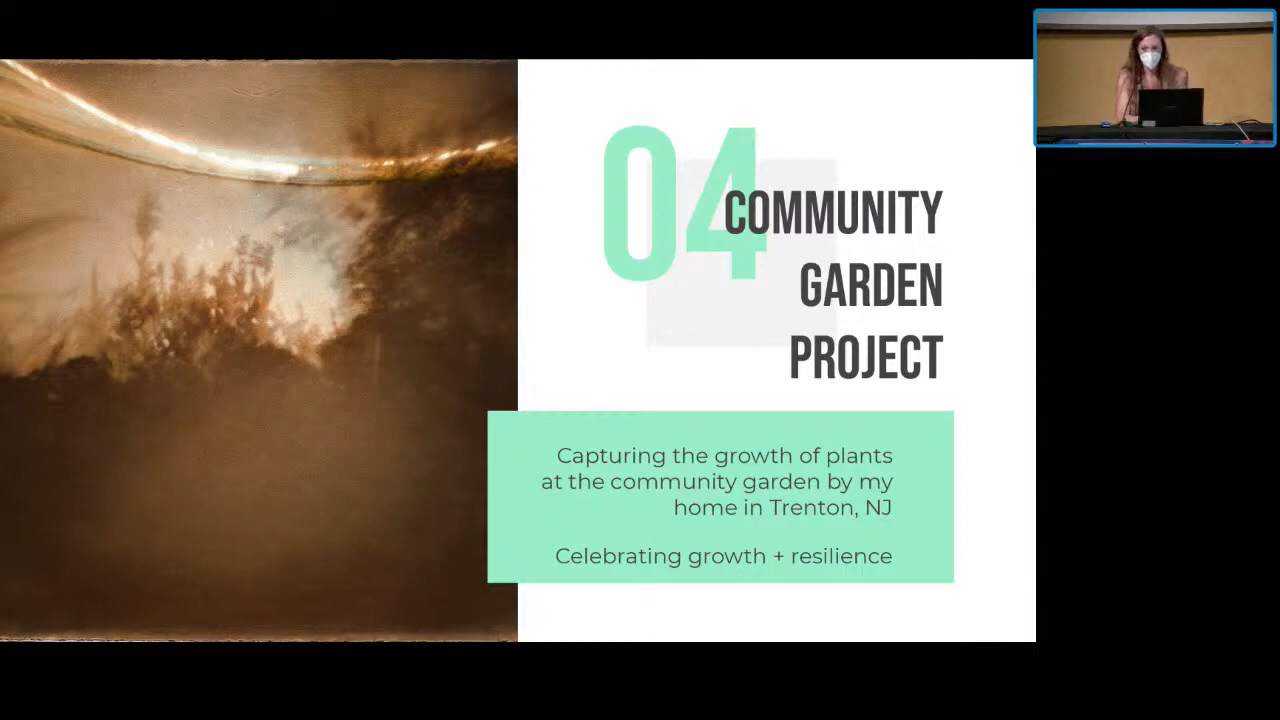 04
COMMUNITY
GARDEN
PROJECT
Capturing the growth of plants
at the community garden by my
home in Trenton, NJ
Celebrating growth + resilience